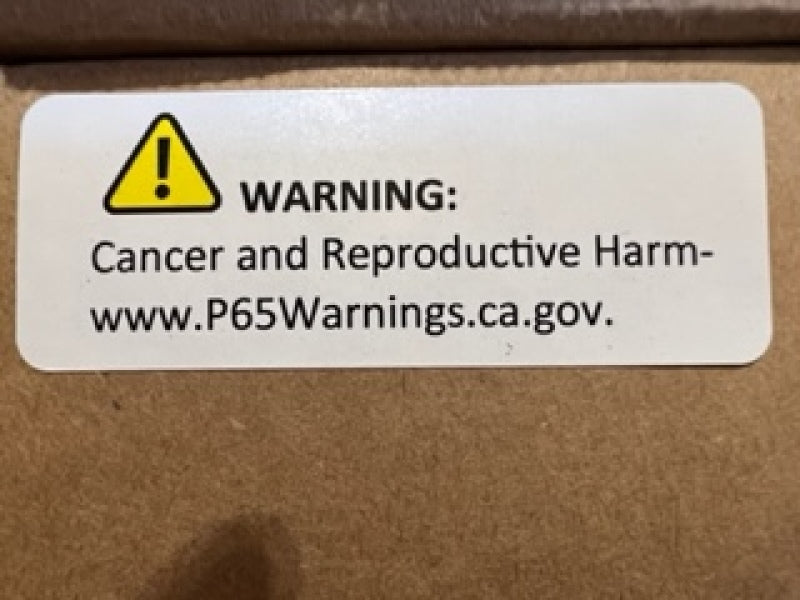 WARNING:
Cancer and Reproductive Harm-
www.P65Warnings.ca.gov.